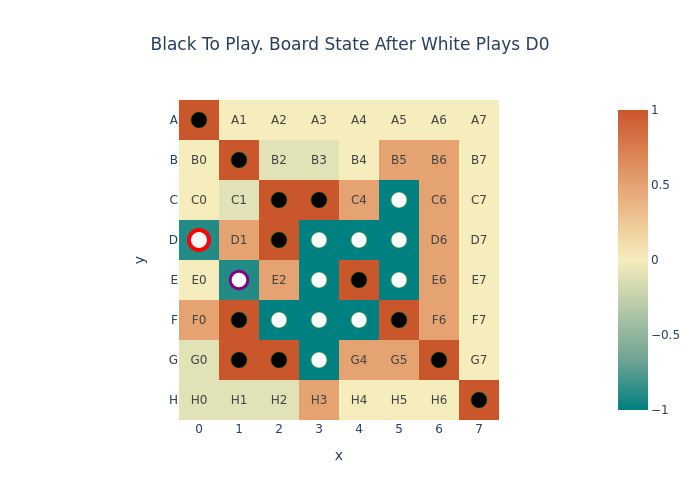 Black To Play. Board State After White Plays D0
A A1 A2 A3 A4 A5 A6 A7
B B0 B2 B3 B4 B5 B6 B7
C C0 C1 C4 C6 C7
D D1 D6 D7
E E0 E2 E6 E7
F F0 F6 F7
G G0 G4 G5 G7
H H0 H1 H2 H3 H4 H5 H6
0 1 2 3 4 5 6 7
x
y
1
0.5
0
−0.5
−1